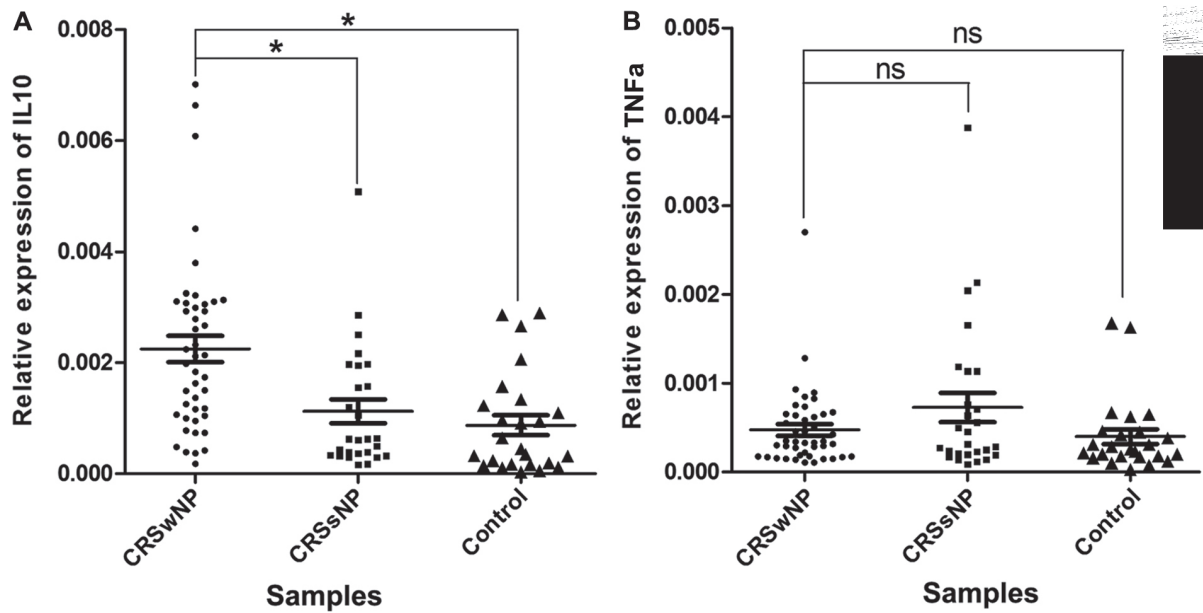 A
Relative expression of IL10
0.008
0.006
0.004
0.002
0.000
*
*
CRSwNP
CRSsNP
Control
Samples
B
Relative expression of TNFa
0.005
0.004
0.003
0.002
0.001
0.000
ns
ns
CRSwNP
CRSsNP
Control
Samples